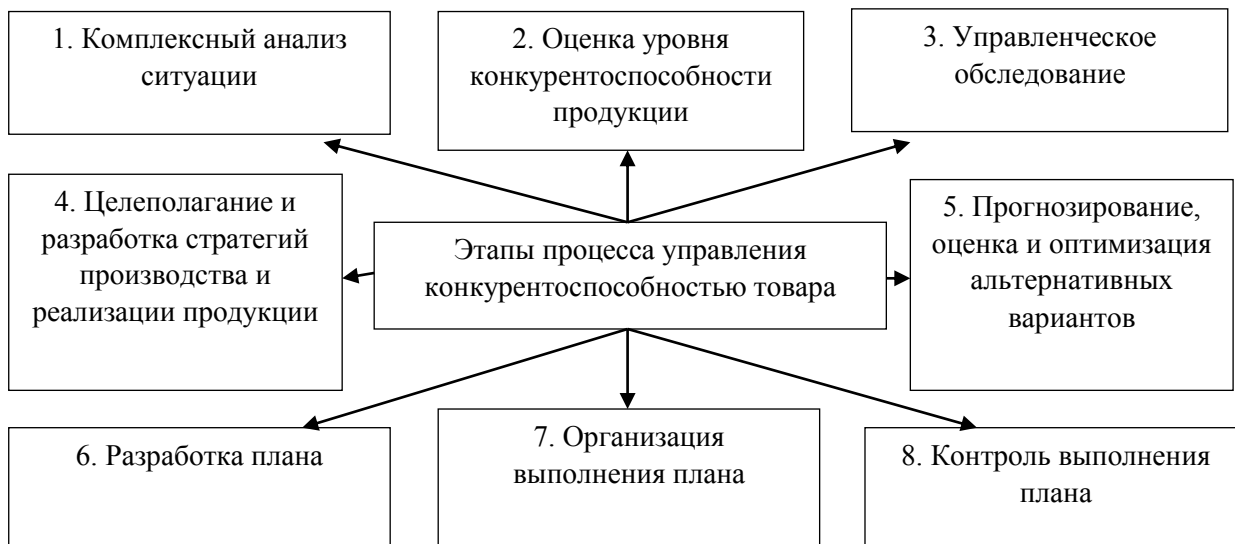 1. Комплексный анализ
ситуации
2. Оценка уровня
конкурентоспособности
продукции
3. Управленческое
обследование
4. Целеполагание и
разработка стратегий
производства и
реализации продукции
Этапы процесса управления
конкурентоспособностью товара
5. Прогнозирование,
оценка и оптимизация
альтернативных
вариантов
6. Разработка плана
7. Организация
выполнения плана
8. Контроль выполнения
плана